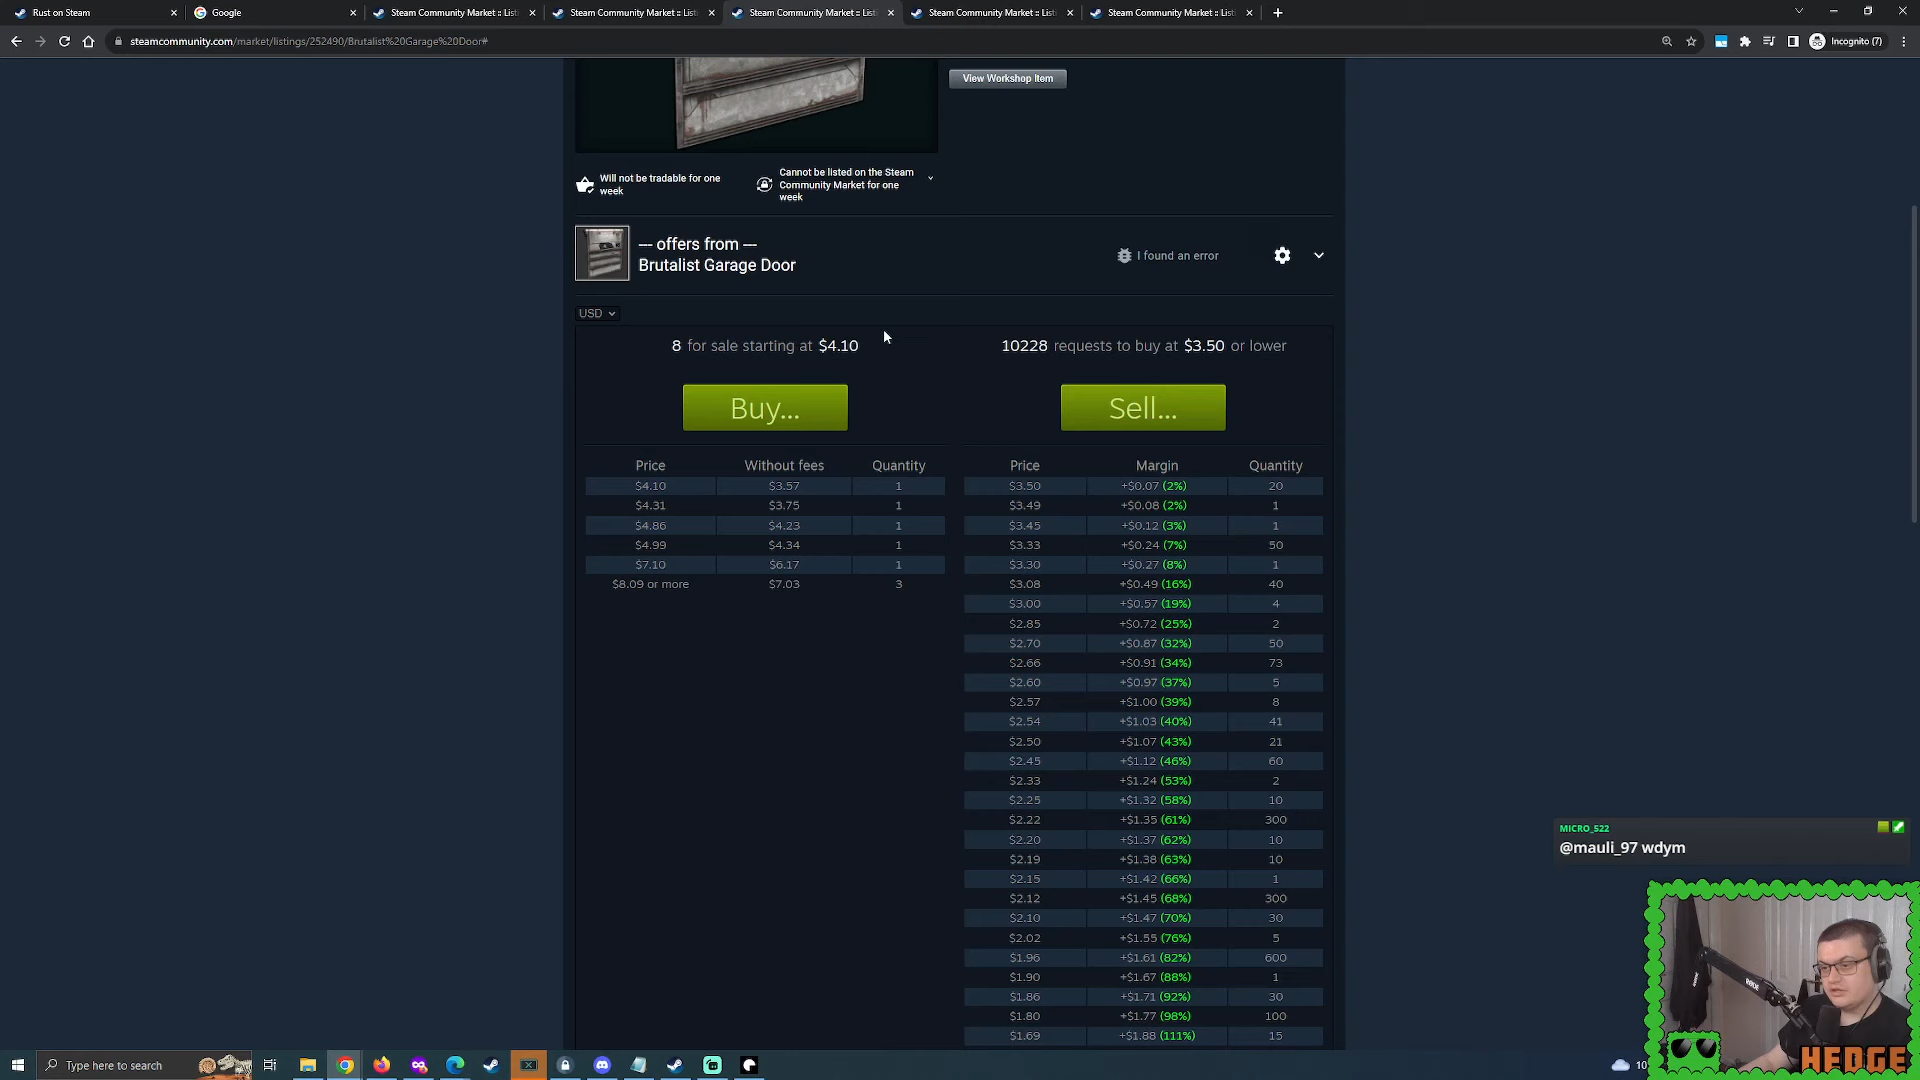 Rust on Steam
Google
Steam Community Market :: Listi
Steam Community Market :: Listi
Steam Community Market :: Listi
Steam Community Market :: Listi
Steam Community Market :: Listi
steamcommunity.com/market/listings/252490/Brutalist%20Garage%20Door#
Incognito (7)
View Workshop Item
Will not be tradable for one
week
Cannot be listed on the Steam
Community Market for one
week
--- offers from ---
Brutalist Garage Door
I found an error
USD
8 for sale starting at $4.10
10228 requests to buy at $3.50 or lower
Buy...
Sell...
Price Without fees Quantity
$4.10 $3.57 1
$4.31 $3.75 1
$4.86 $4.23 1
$4.99 $4.34 1
$7.10 $6.17 1
$8.09 or more $7.03 3
Price Margin Quantity
$3.50 +$0.07 (2%) 20
$3.49 +$0.08 (2%) 1
$3.45 +$0.12 (3%) 1
$3.33 +$0.24 (7%) 50
$3.30 +$0.27 (8%) 1
$3.08 +$0.49 (16%) 40
$3.00 +$0.57 (19%) 4
$2.85 +$0.72 (25%) 2
$2.70 +$0.87 (32%) 50
$2.66 +$0.91 (34%) 73
$2.60 +$0.97 (37%) 5
$2.57 +$1.00 (39%) 8
$2.54 +$1.03 (40%) 41
$2.50 +$1.07 (43%) 21
$2.45 +$1.12 (46%) 60
$2.33 +$1.24 (53%) 2
$2.25 +$1.32 (58%) 10
$2.22 +$1.35 (61%) 300
$2.20 +$1.37 (62%) 10
$2.19 +$1.38 (63%) 10
$2.15 +$1.42 (66%) 1
$2.12 +$1.45 (68%) 300
$2.10 +$1.47 (70%) 30
$2.02 +$1.55 (76%) 5
$1.96 +$1.61 (82%) 600
$1.90 +$1.67 (88%) 1
$1.86 +$1.71 (92%) 30
$1.80 +$1.77 (98%) 100
$1.69 +$1.88 (111%) 15
MICRO_522
@mauli_97 wdym
RØDE
HEDGE
Type here to search
10